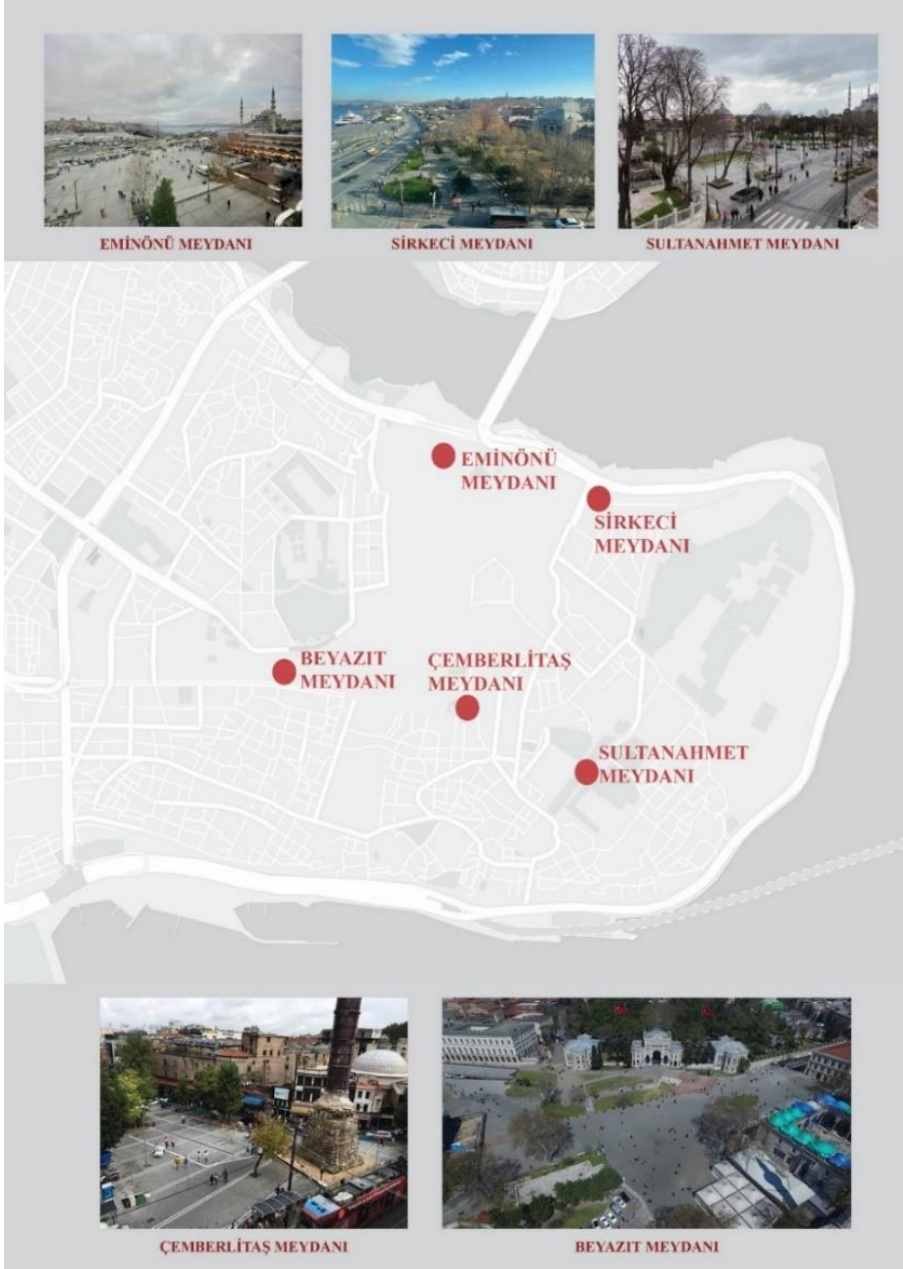 EMİNÖNÜ MEYDANI
SİRKECİ MEYDANI
SULTANAHMET MEYDANI
EMİNÖNÜ
MEYDANI
SİRKECİ
MEYDANI
BEYAZIT
MEYDANI
ÇEMBERLİTAŞ
MEYDANI
SULTANAHMET
MEYDANI
ÇEMBERLİTAŞ MEYDANI
BEYAZIT MEYDANI